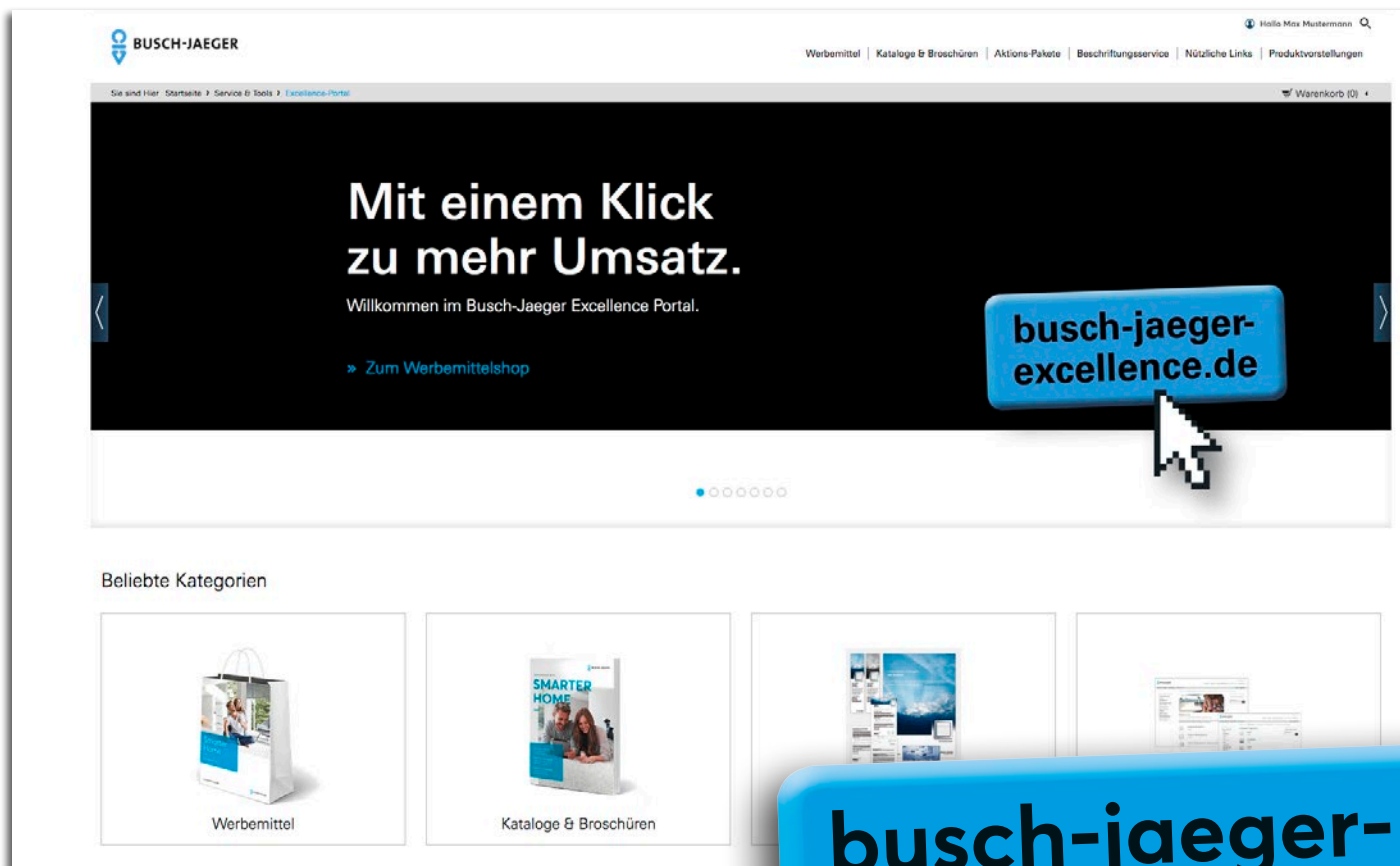 BUSCH-JAEGER
Hallo Max Mustermann
Werbemittel | Kataloge & Broschüren | Aktions-Pakete | Beschriftungsservice | Nützliche Links | Produktvorstellungen
Sie sind Hier Startseite › Service & Tools › Excellence-Portal
Warenkorb (0)
Mit einem Klick
zu mehr Umsatz.
Willkommen im Busch-Jaeger Excellence Portal.
» Zum Werbemittelshop
busch-jaeger-
excellence.de
Beliebte Kategorien
Smarter
Home
SMARTER
HOME
Werbemittel
Kataloge & Broschüren
busch-jaeger-